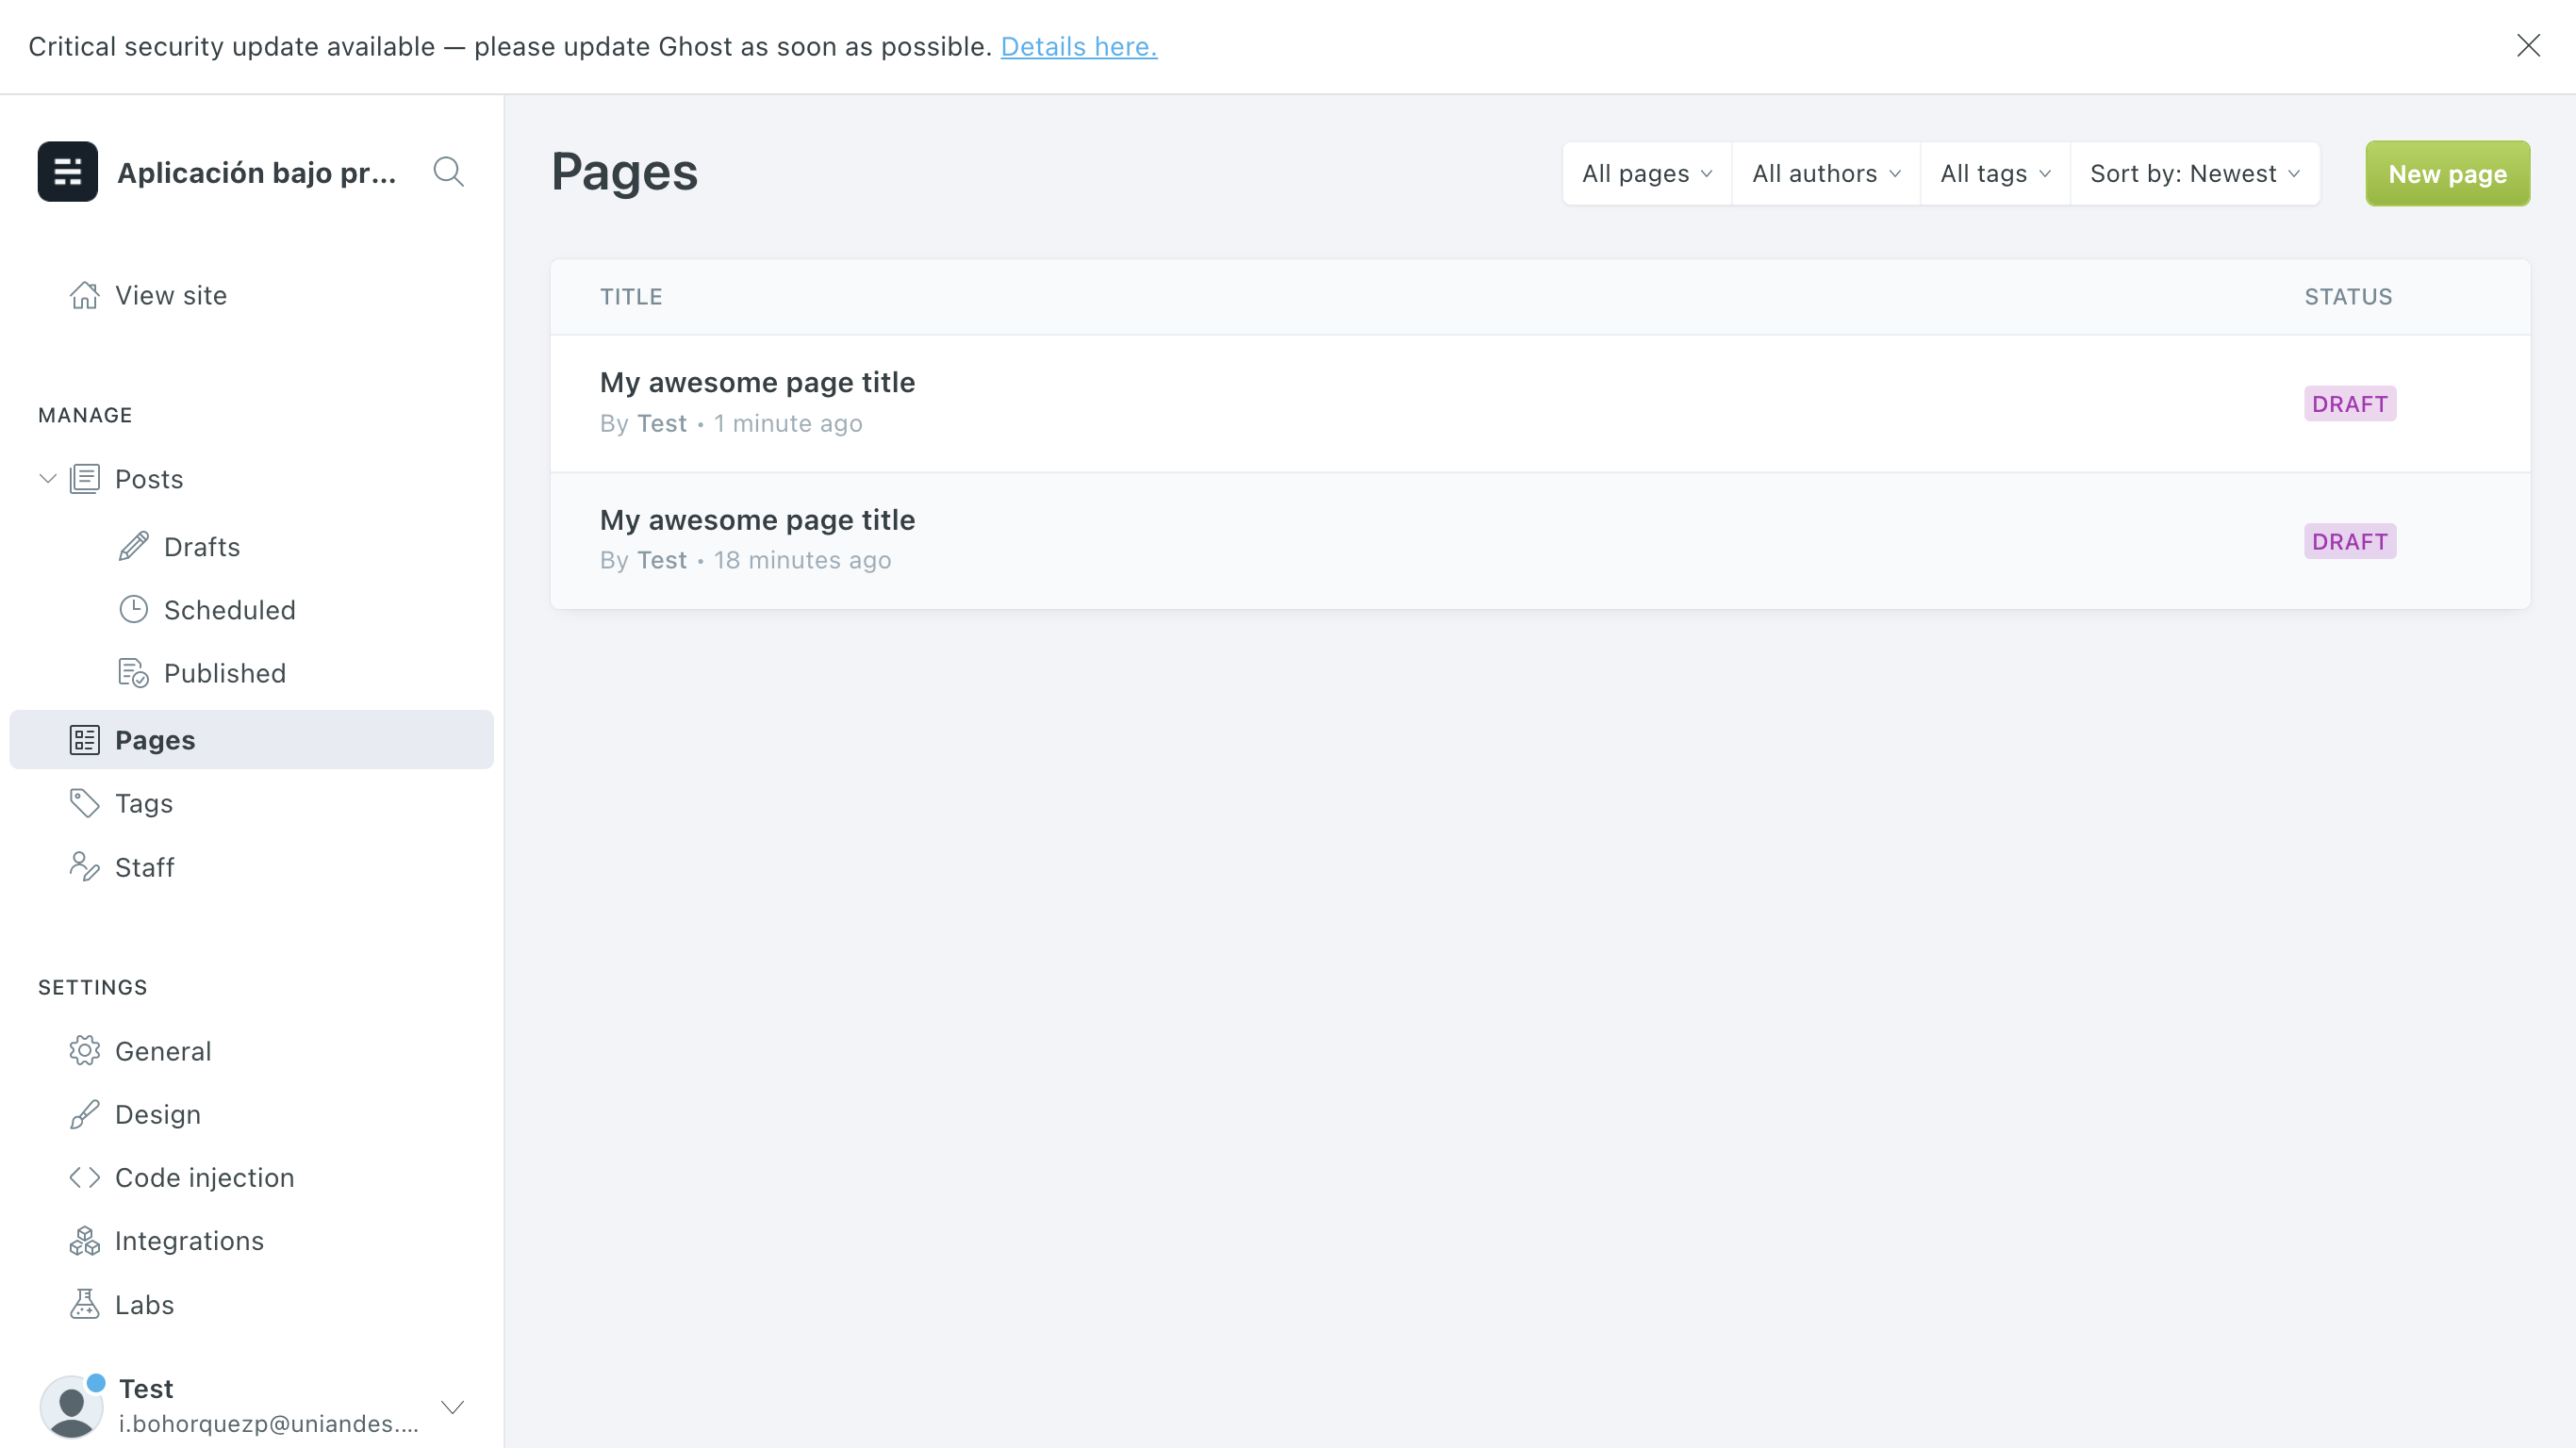 Critical security update available — please update Ghost as soon as possible. Details here.
Aplicación bajo pr...
View site
MANAGE
Posts
Drafts
Scheduled
Published
Pages
Tags
Staff
SETTINGS
General
Design
Code injection
Integrations
Labs
Test
i.bohorquezp@uniandes....
Pages
All pages
All authors
All tags
Sort by: Newest
New page
TITLE
STATUS
My awesome page title
By Test • 1 minute ago
DRAFT
My awesome page title
By Test • 18 minutes ago
DRAFT